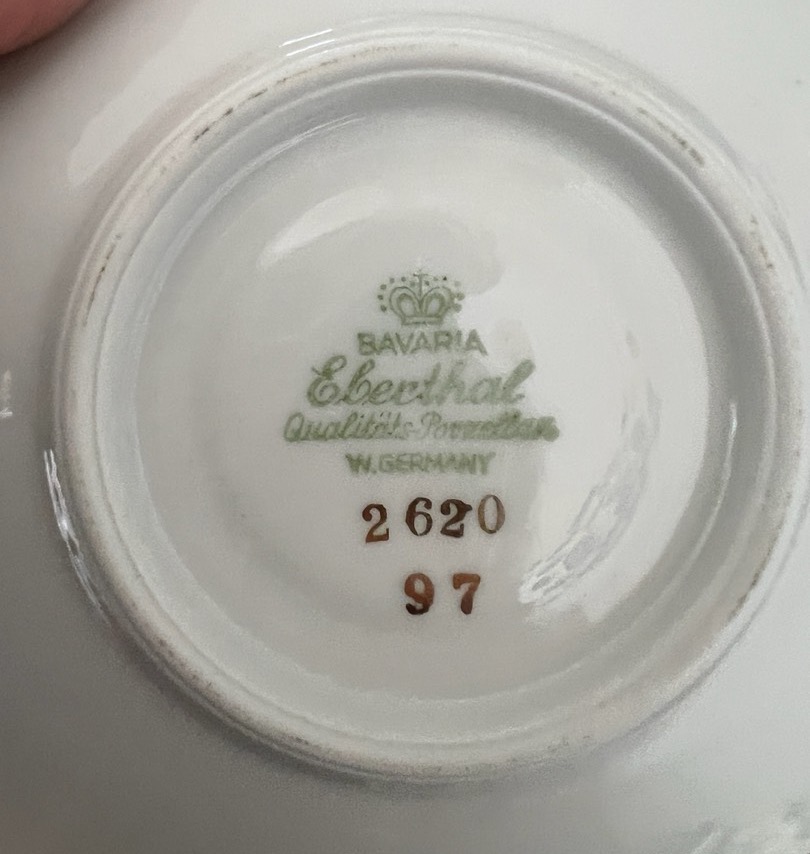 BAVARIA
Eberthal
Qualitäts-Porzellan
W.GERMANY
2620
97